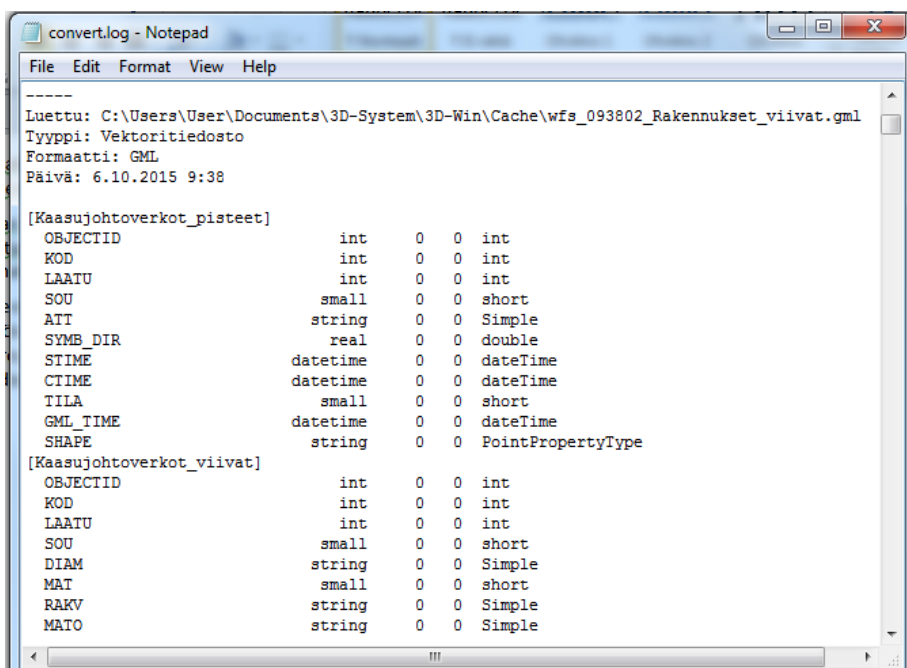 convert.log - Notepad
File Edit Format View Help
-----
Luettu: C:\Users\User\Documents\3D-System\3D-Win\Cache\wfs_093802_Rakennukset_viivat.gml
Tyyppi: Vektoritiedosto
Formaatti: GML
Päivä: 6.10.2015 9:38
[Kaasujohtoverkot_pisteet]
OBJECTID int 0 0 int
KOD int 0 0 int
LAATU int 0 0 int
SOU small 0 0 short
ATT string 0 0 Simple
SYMB_DIR real 0 0 double
STIME datetime 0 0 dateTime
CTIME datetime 0 0 dateTime
TILA small 0 0 short
GML_TIME datetime 0 0 dateTime
SHAPE string 0 0 PointPropertyType
[Kaasujohtoverkot_viivat]
OBJECTID int 0 0 int
KOD int 0 0 int
LAATU int 0 0 int
SOU small 0 0 short
DIAM string 0 0 Simple
MAT small 0 0 short
RAKV string 0 0 Simple
MATO string 0 0 Simple